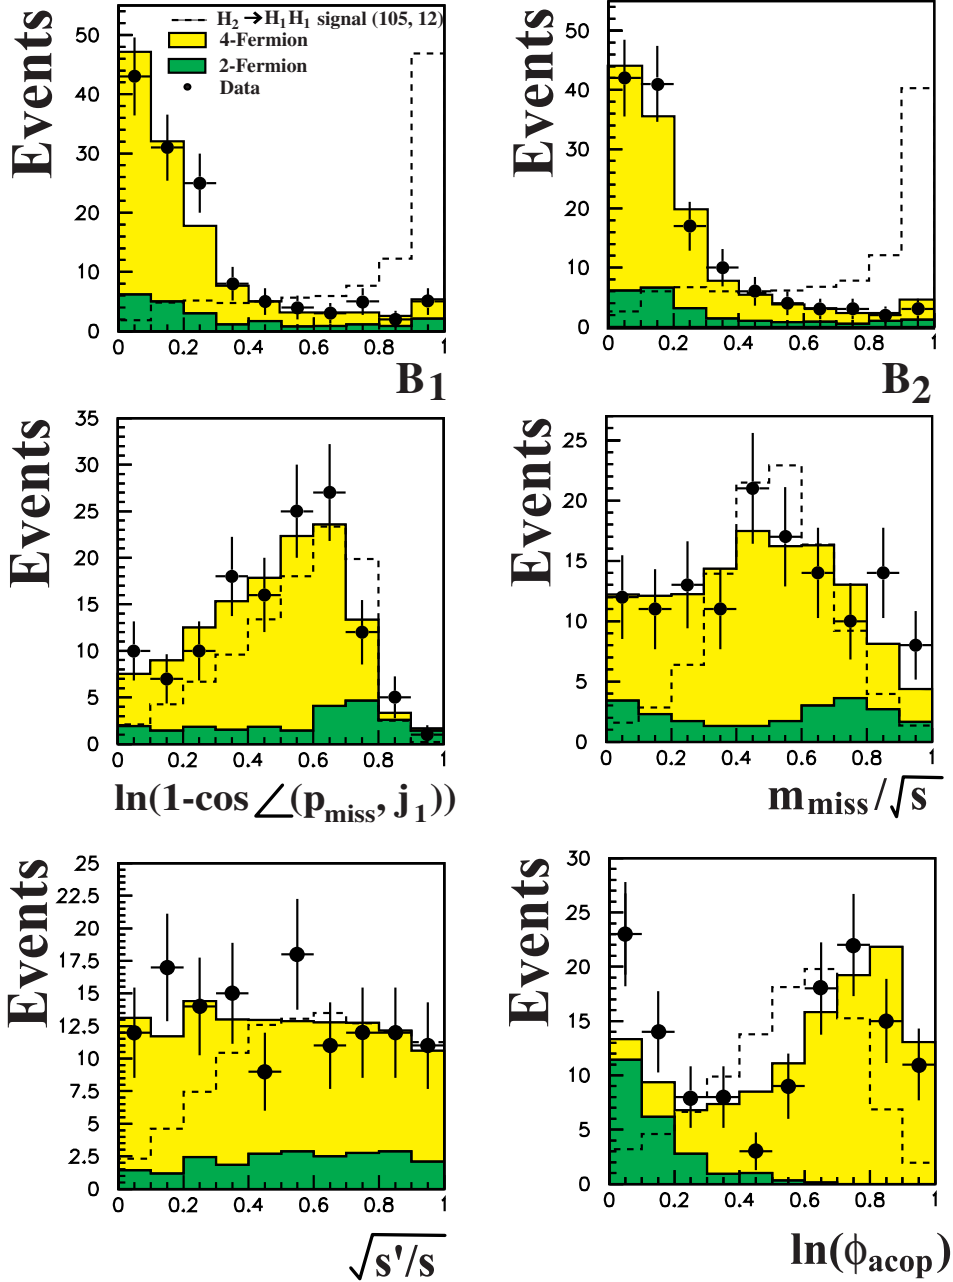 H₂ → H₁H₁ signal (105, 12)
4-Fermion
2-Fermion
Data
Events
50
40
30
20
10
0
0 0.2 0.4 0.6 0.8 1
B₁
Events
50
40
30
20
10
0
0 0.2 0.4 0.6 0.8 1
B₂
Events
35
30
25
20
15
10
5
0
0 0.2 0.4 0.6 0.8 1
ln(1-cos∠(p_miss, j₁))
Events
25
20
15
10
5
0
0 0.2 0.4 0.6 0.8 1
m_miss/√s
Events
25
22.5
20
17.5
15
12.5
10
7.5
5
2.5
0
0 0.2 0.4 0.6 0.8 1
√s'/s
Events
30
25
20
15
10
5
0
0 0.2 0.4 0.6 0.8 1
ln(ϕ_acop)